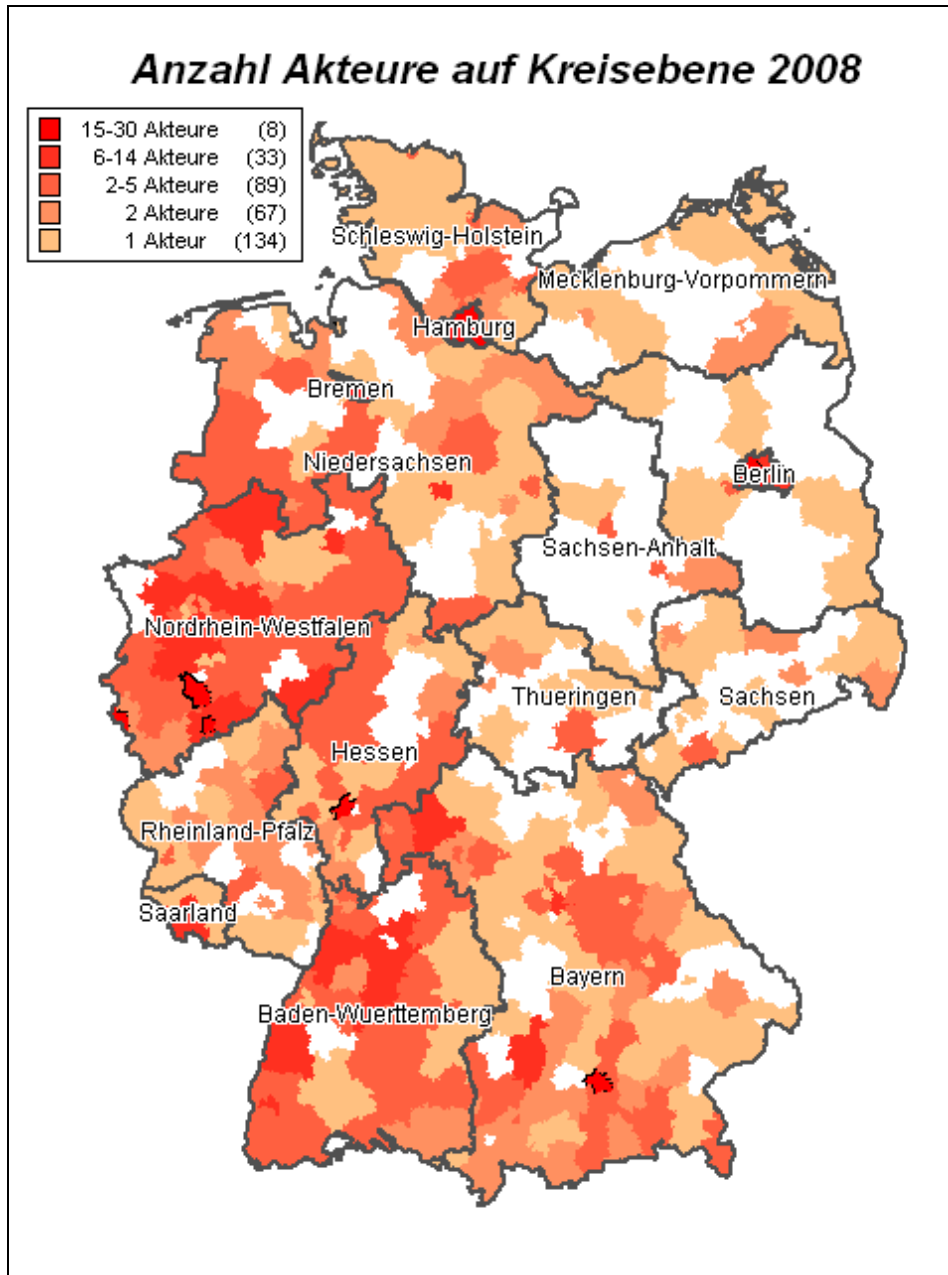 Anzahl Akteure auf Kreisebene 2008
15-30 Akteure (8)
6-14 Akteure (33)
2-5 Akteure (89)
2 Akteure (67)
1 Akteur (134)
Schleswig-Holstein
Mecklenburg-Vorpommern
Hamburg
Bremen
Niedersachsen
Berlin
Sachsen-Anhalt
Nordrhein-Westfalen
Thueringen
Sachsen
Hessen
Rheinland-Pfalz
Saarland
Bayern
Baden-Wuerttemberg